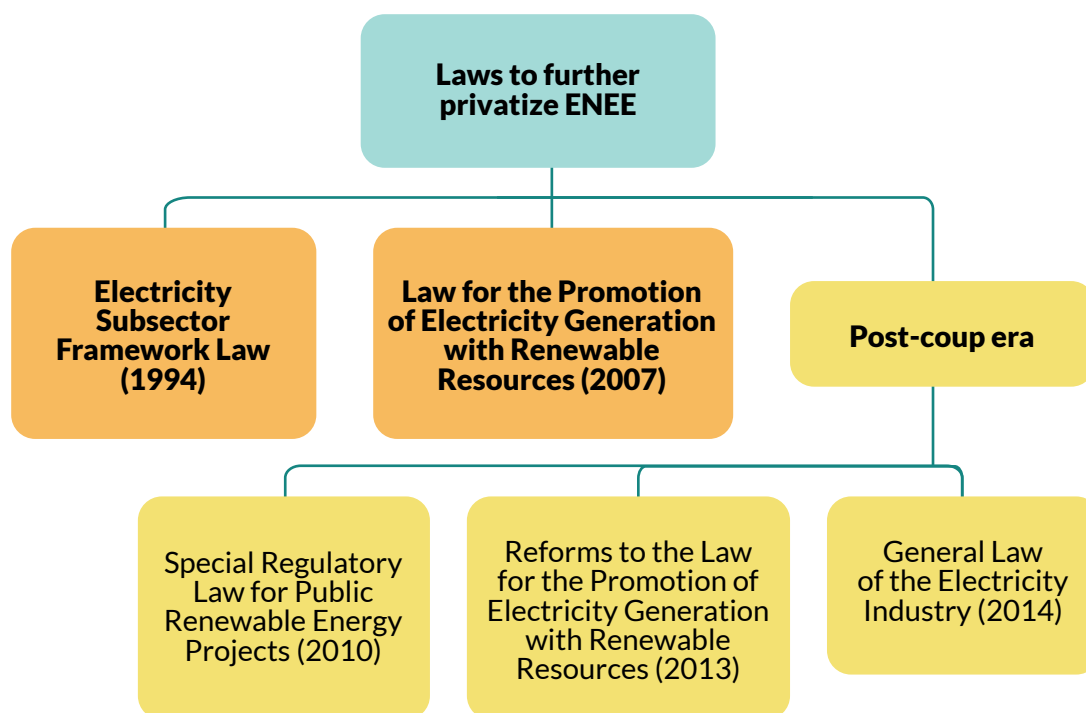 Laws to further
privatize ENEE
Electricity
Subsector
Framework Law
(1994)
Law for the Promotion
of Electricity Generation
with Renewable
Resources (2007)
Post-coup era
Special Regulatory
Law for Public
Renewable Energy
Projects (2010)
Reforms to the Law
for the Promotion of
Electricity Generation
with Renewable
Resources (2013)
General Law
of the Electricity
Industry (2014)